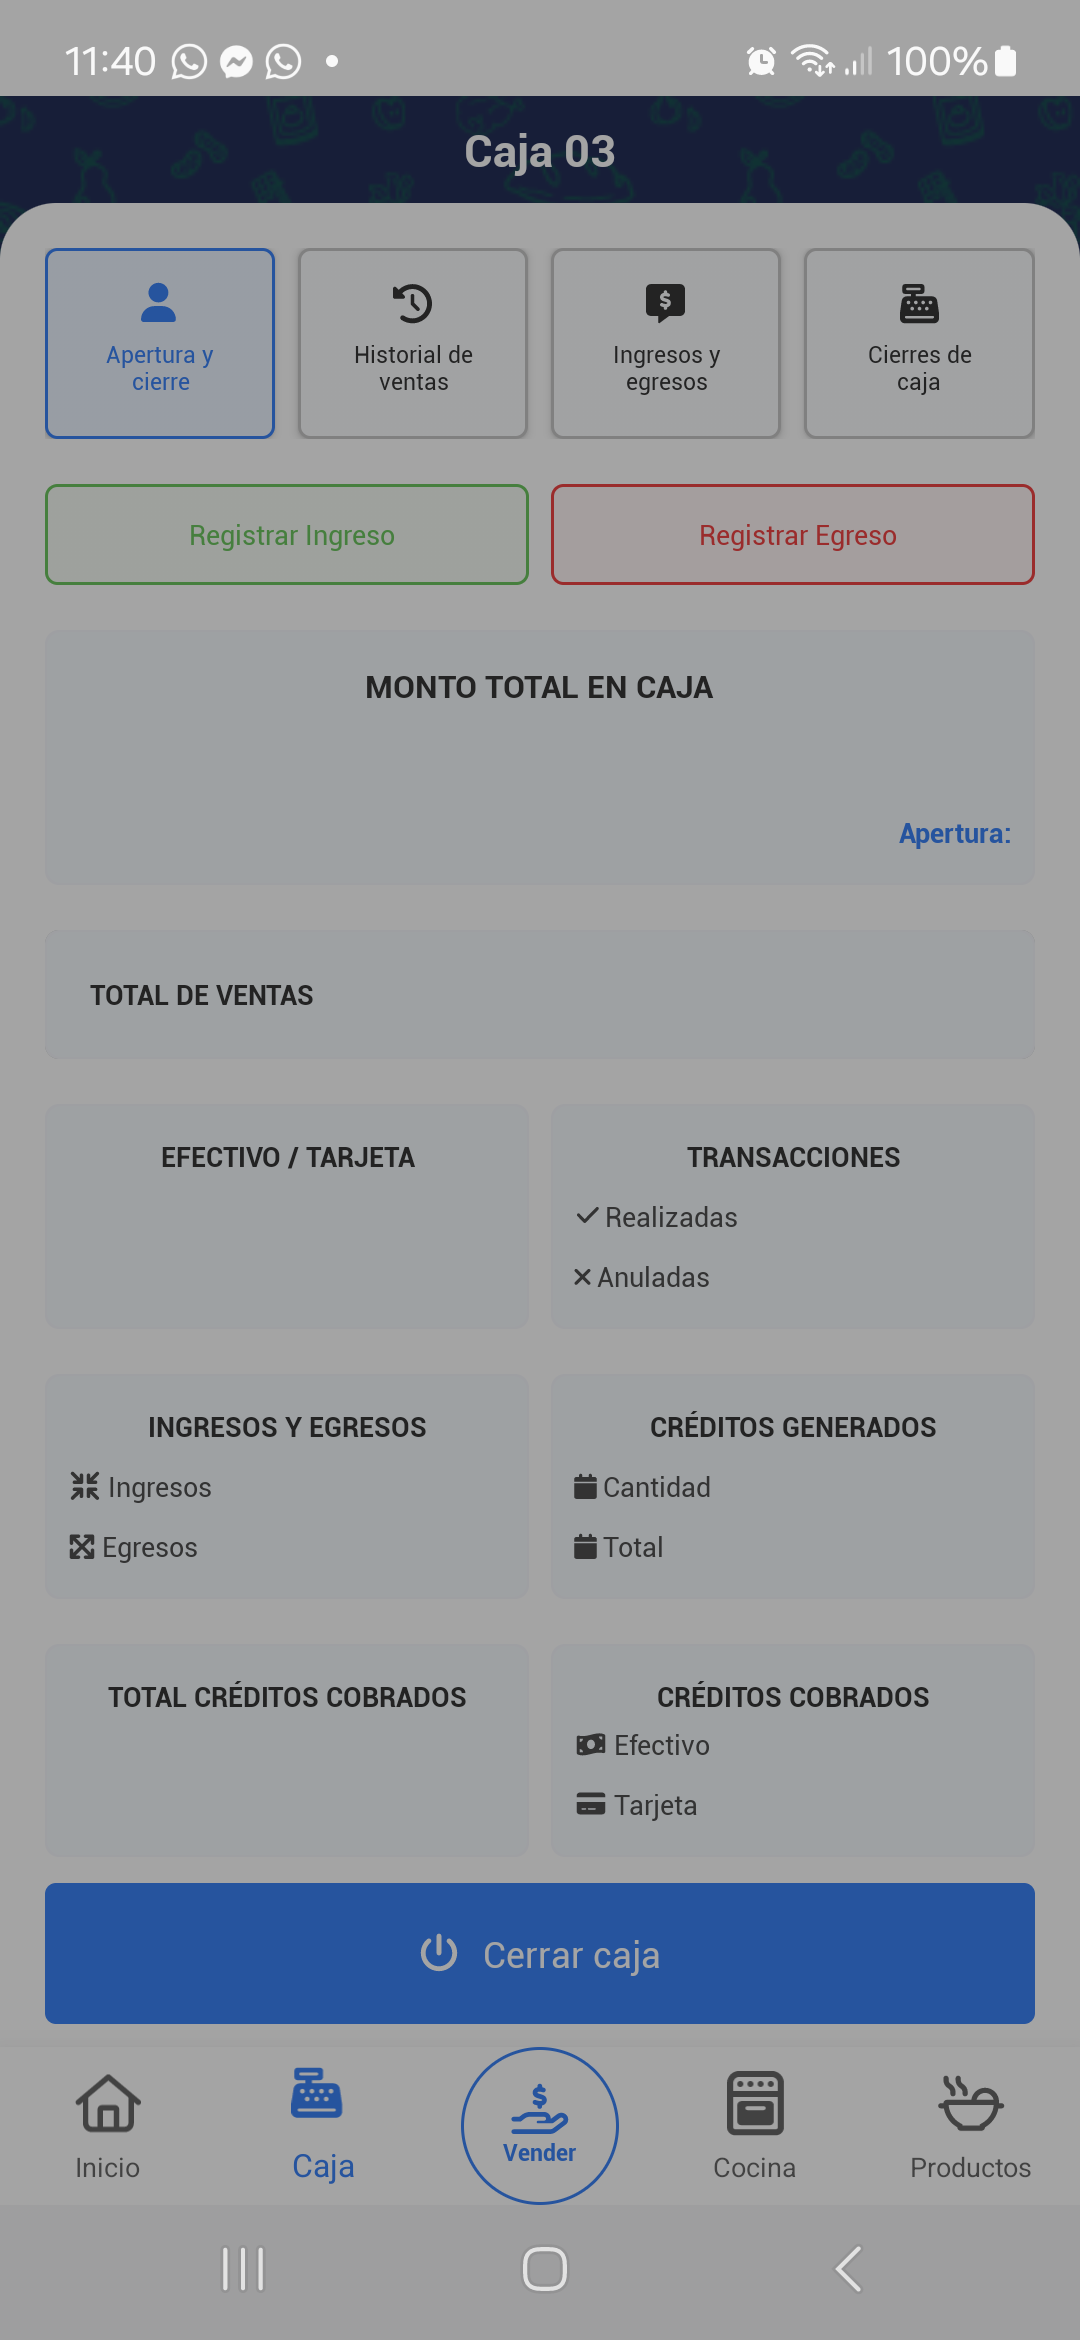 11:40
100%
Caja 03
Apertura y
cierre
Historial de
ventas
Ingresos y
egresos
Cierres de
caja
Registrar Ingreso
Registrar Egreso
MONTO TOTAL EN CAJA
Apertura:
TOTAL DE VENTAS
EFECTIVO / TARJETA
TRANSACCIONES
Realizadas
Anuladas
INGRESOS Y EGRESOS
Ingresos
Egresos
CRÉDITOS GENERADOS
Cantidad
Total
TOTAL CRÉDITOS COBRADOS
CRÉDITOS COBRADOS
Efectivo
Tarjeta
Cerrar caja
Inicio
Caja
Vender
Cocina
Productos